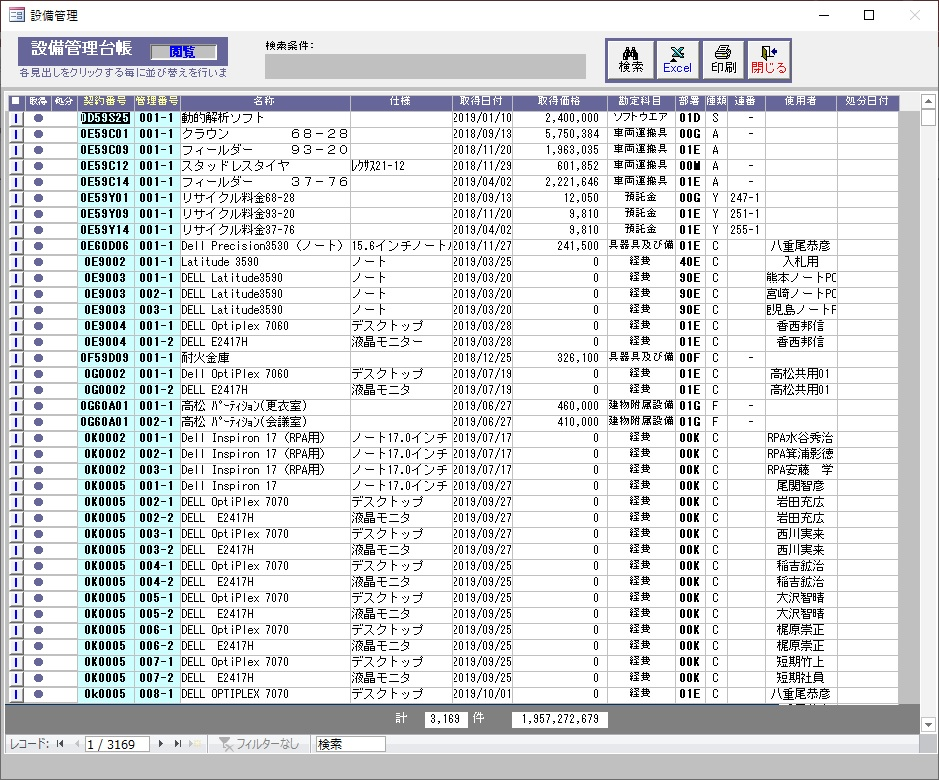 設備管理
設備管理台帳 閲覧
各見出しをクリックする毎に並び替えを行いま
検索条件:
検索 Excel 印刷 閉じる
取得 処分 契約番号 管理番号 名称 仕様 取得日付 取得価格 勘定科目 部署 種類 連番 使用者 処分日付
0D59S25 001-1 動的解析ソフト 2019/01/10 2,400,000 ソフトウエア 01D S -
0E59C01 001-1 クラウン 68-28 2018/09/13 5,750,384 車両運搬具 00G A -
0E59C09 001-1 フィールダー 93-20 2018/11/20 1,963,035 車両運搬具 01E A
0E59C12 001-1 スタッドレスタイヤ ﾚｸｻｽ21-12 2018/11/29 601,852 車両運搬具 00W A -
0E59C14 001-1 フィールダー 37-76 2019/04/02 2,221,646 車両運搬具 01E A -
0E59Y01 001-1 リサイクル料金68-28 2018/09/13 12,050 預託金 00G Y 247-1
0E59Y09 001-1 リサイクル料金93-20 2018/11/20 9,810 預託金 01E Y 251-1
0E59Y14 001-1 リサイクル料金37-76 2019/04/02 9,810 預託金 01E Y 255-1
0E60D06 001-1 Dell Precision3530 (ノート) 15.6インチノート 2019/11/27 241,500 具器具及び備 01E C 八重尾恭彦
0E9002 001-1 Latitude 3590 ノート 2019/03/25 0 経費 40E C 入札用
0E9003 001-1 DELL Latitude3590 ノート 2019/03/20 0 経費 90E C 熊本ノートPC
0E9003 002-1 DELL Latitude3590 ノート 2019/03/20 0 経費 90E C 宮崎ノートPC
0E9003 003-1 DELL Latitude3590 ノート 2019/03/20 0 経費 90E C 鹿児島ノートP
0E9004 001-1 DELL Optiplex 7060 デスクトップ 2019/03/28 0 経費 01E C 香西邦信
0E9004 001-2 DELL E2417H 液晶モニター 2019/03/28 0 経費 01E C 香西邦信
0F59D09 001-1 耐火金庫 2018/12/25 326,100 具器具及び備 00F C -
0G0002 001-1 Dell OptiPlex 7060 デスクトップ 2019/07/19 0 経費 01E C 高松共用01
0G0002 001-2 DELL E2417H 液晶モニタ 2019/07/19 0 経費 01E C 高松共用01
0G60A01 001-1 高松 ﾊﾟｰﾃｨｼｮﾝ(更衣室) 2019/06/27 460,000 建物附属設備 01G F -
0G60A01 002-1 高松 ﾊﾟｰﾃｨｼｮﾝ(会議室) 2019/06/27 410,000 建物附属設備 01G F -
0K0002 001-1 Dell Inspiron 17 (RPA用) ノート17.0インチ 2019/07/17 0 経費 00K C RPA水谷秀治
0K0002 002-1 Dell Inspiron 17 (RPA用) ノート17.0インチ 2019/07/17 0 経費 00K C RPA箕浦彰徳
0K0002 003-1 Dell Inspiron 17 (RPA用) ノート17.0インチ 2019/07/17 0 経費 00K C RPA安藤 学
0K0005 001-1 Dell Inspiron 17 ノート17.0インチ 2019/09/27 0 経費 00K C 尾関智彦
0K0005 002-1 DELL OptiPlex 7070 デスクトップ 2019/09/27 0 経費 00K C 岩田充広
0K0005 002-2 DELL E2417H 液晶モニタ 2019/09/27 0 経費 00K C 岩田充広
0K0005 003-1 DELL OptiPlex 7070 デスクトップ 2019/09/27 0 経費 00K C 西川実来
0K0005 003-2 DELL E2417H 液晶モニタ 2019/09/27 0 経費 00K C 西川実来
0K0005 004-1 DELL OptiPlex 7070 デスクトップ 2019/09/25 0 経費 00K C 稲吉鉱治
0K0005 004-2 DELL E2417H 液晶モニタ 2019/09/25 0 経費 00K C 稲吉鉱治
0K0005 005-1 DELL OptiPlex 7070 デスクトップ 2019/09/25 0 経費 00K C 大沢智晴
0K0005 005-2 DELL E2417H 液晶モニタ 2019/09/25 0 経費 00K C 大沢智晴
0K0005 006-1 DELL OptiPlex 7070 デスクトップ 2019/09/25 0 経費 00K C 梶原崇正
0K0005 006-2 DELL E2417H 液晶モニタ 2019/09/25 0 経費 00K C 梶原崇正
0K0005 007-1 DELL OptiPlex 7070 デスクトップ 2019/09/25 0 経費 00K C 短期竹上
0K0005 007-2 DELL E2417H 液晶モニタ 2019/09/25 0 経費 00K C 短期社員
0k0005 008-1 DELL OPTIPLEX 7070 デスクトップ 2019/10/01 0 経費 01E C 八重尾恭彦
計 3,169 件 1,957,272,679
レコード: 1 / 3169 フィルターなし 検索